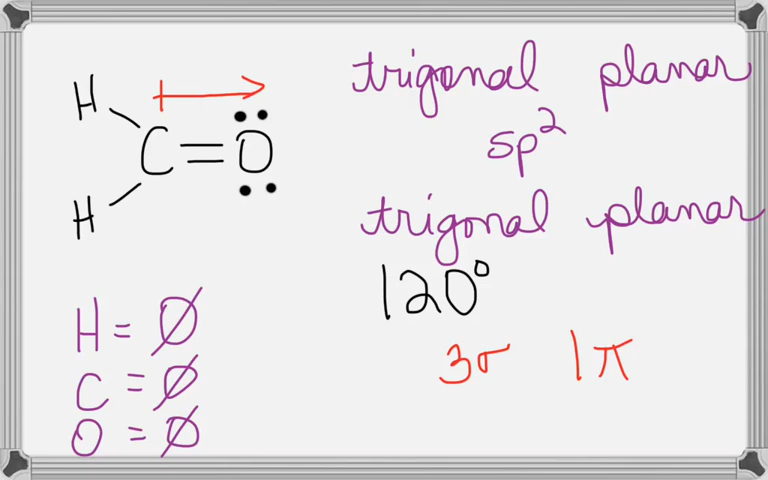 H
C=O
H
trigonal planar
sp²
trigonal planar
120°
3σ 1π
H = ∅
C = ∅
O = ∅